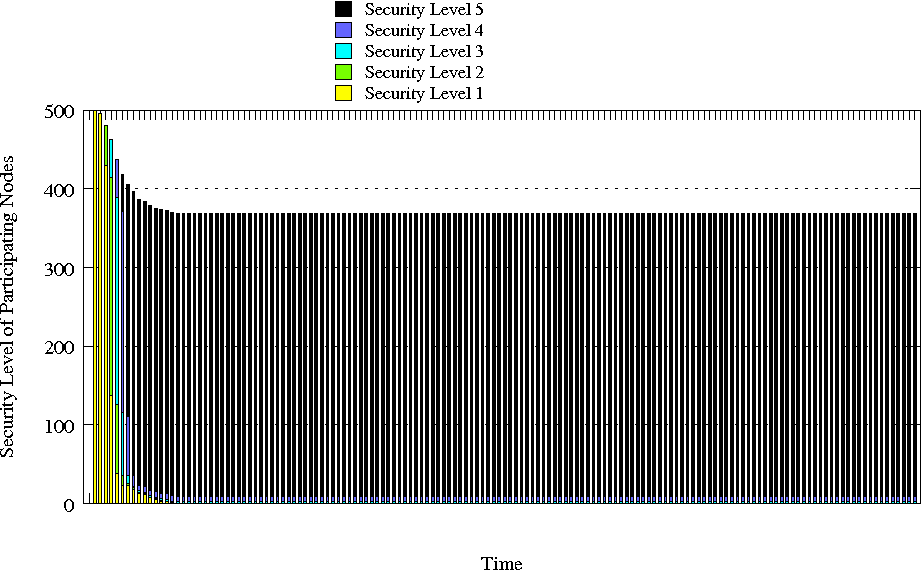 Security Level 5
Security Level 4
Security Level 3
Security Level 2
Security Level 1
Security Level of Participating Nodes
500
400
300
200
100
0
Time